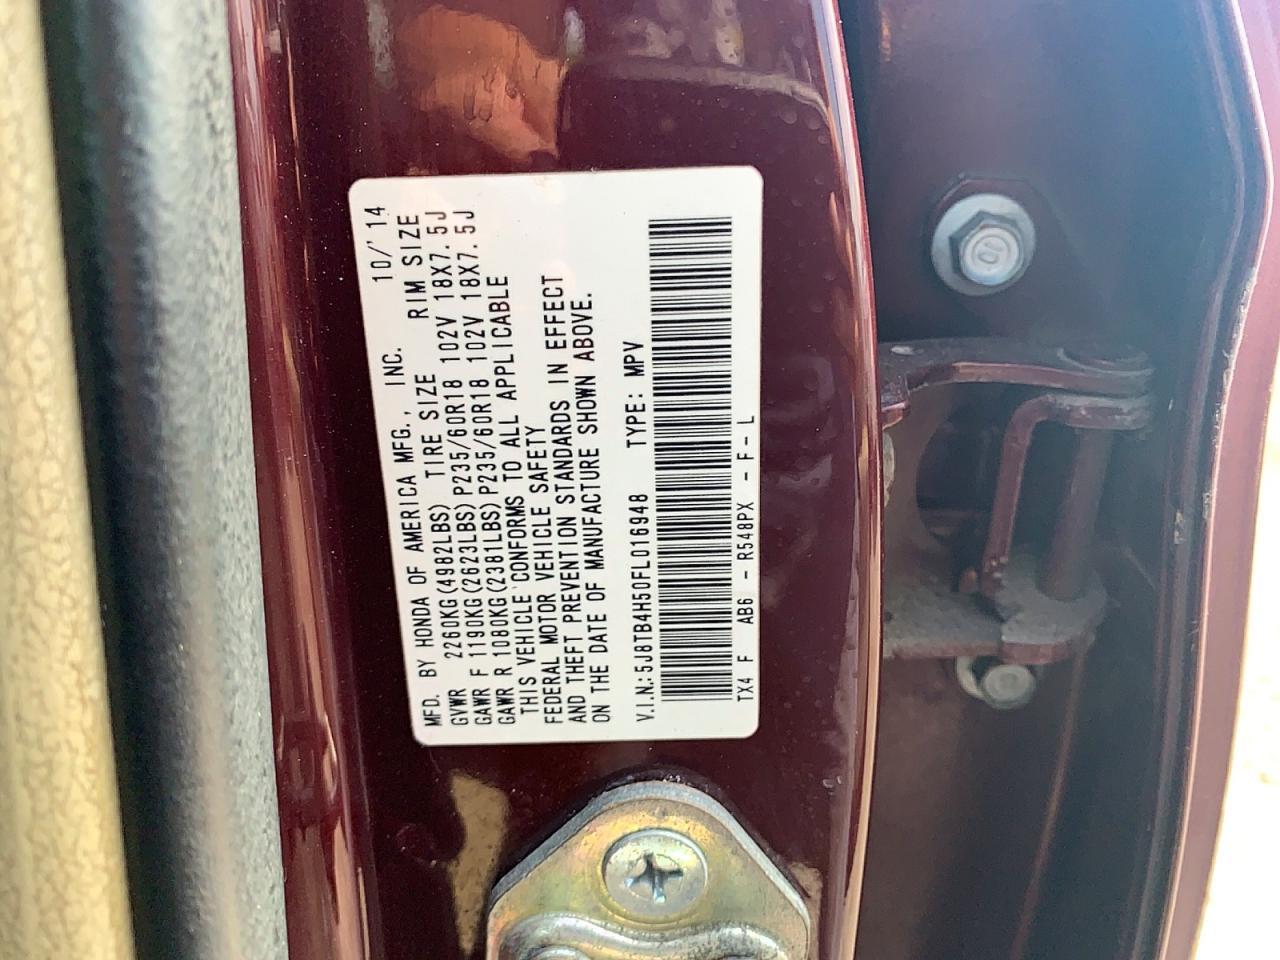 MFD. BY HONDA OF AMERICA MFG., INC. 10/'14
GVWR 2260KG(4982LBS) TIRE SIZE RIM SIZE
GAWR F 1190KG(2623LBS)P235/60R18 102V 18X7.5J
GAWR R 1080KG(2381LBS)P235/60R18 102V 18X7.5J
THIS VEHICLE CONFORMS TO ALL APPLICABLE
FEDERAL MOTOR VEHICLE SAFETY
AND THEFT PREVENTION STANDARDS IN EFFECT
ON THE DATE OF MANUFACTURE SHOWN ABOVE.
V.I.N.:5J8TB4H50FL016948 TYPE: MPV
TX4 F AB6 - R548PX - F - L